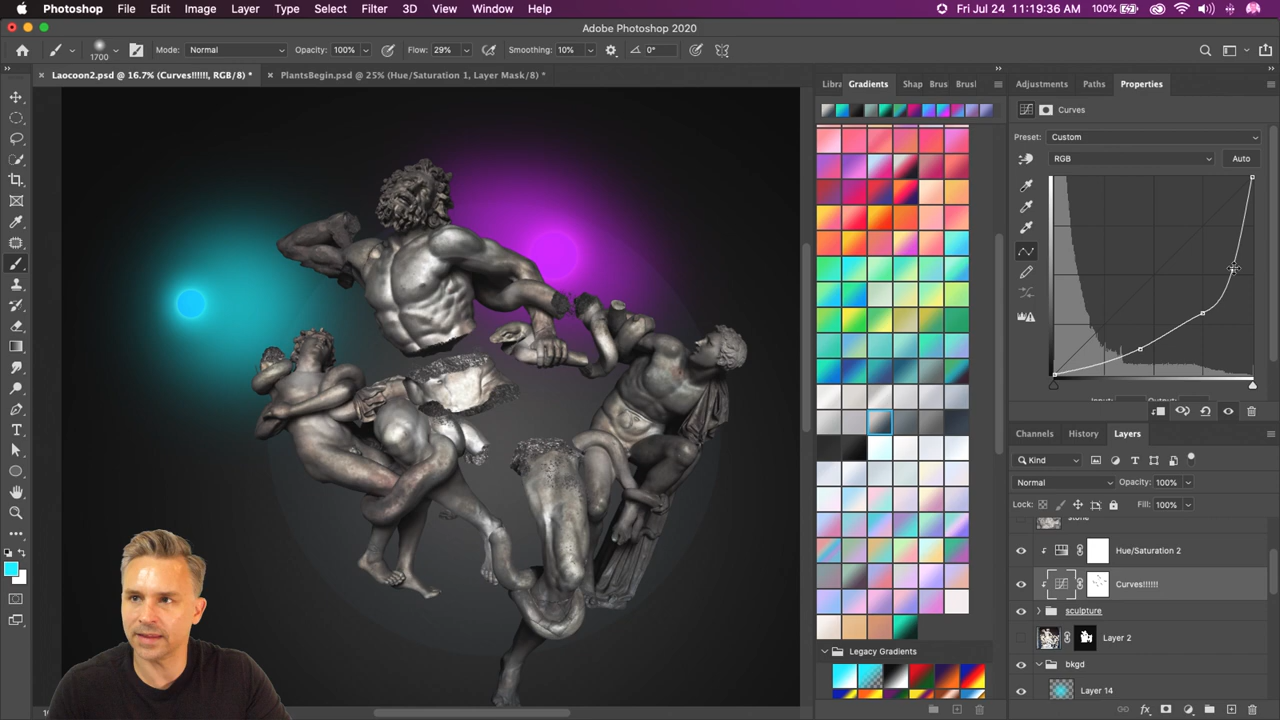 Photoshop File Edit Image Layer Type Select Filter 3D View Window Help 100% Fri Jul 24 11:19:36 AM
Adobe Photoshop 2020
1700 Mode: Normal Opacity: 100% Flow: 29% Smoothing: 10% 0°
Laocoon2.psd @ 16.7% (Curves!!!!!!, RGB/8) * PlantsBegin.psd @ 25% (Hue/Saturation 1, Layer Mask/8) *
Libra Gradients Shap Brus Brusl
Adjustments Paths Properties
Curves
Preset: Custom
RGB Auto
Legacy Gradients
Channels History Layers
Kind
Normal Opacity: 100%
Lock: Fill: 100%
stone
Hue/Saturation 2
Curves!!!!!!
sculpture
Layer 2
bkgd
Layer 14